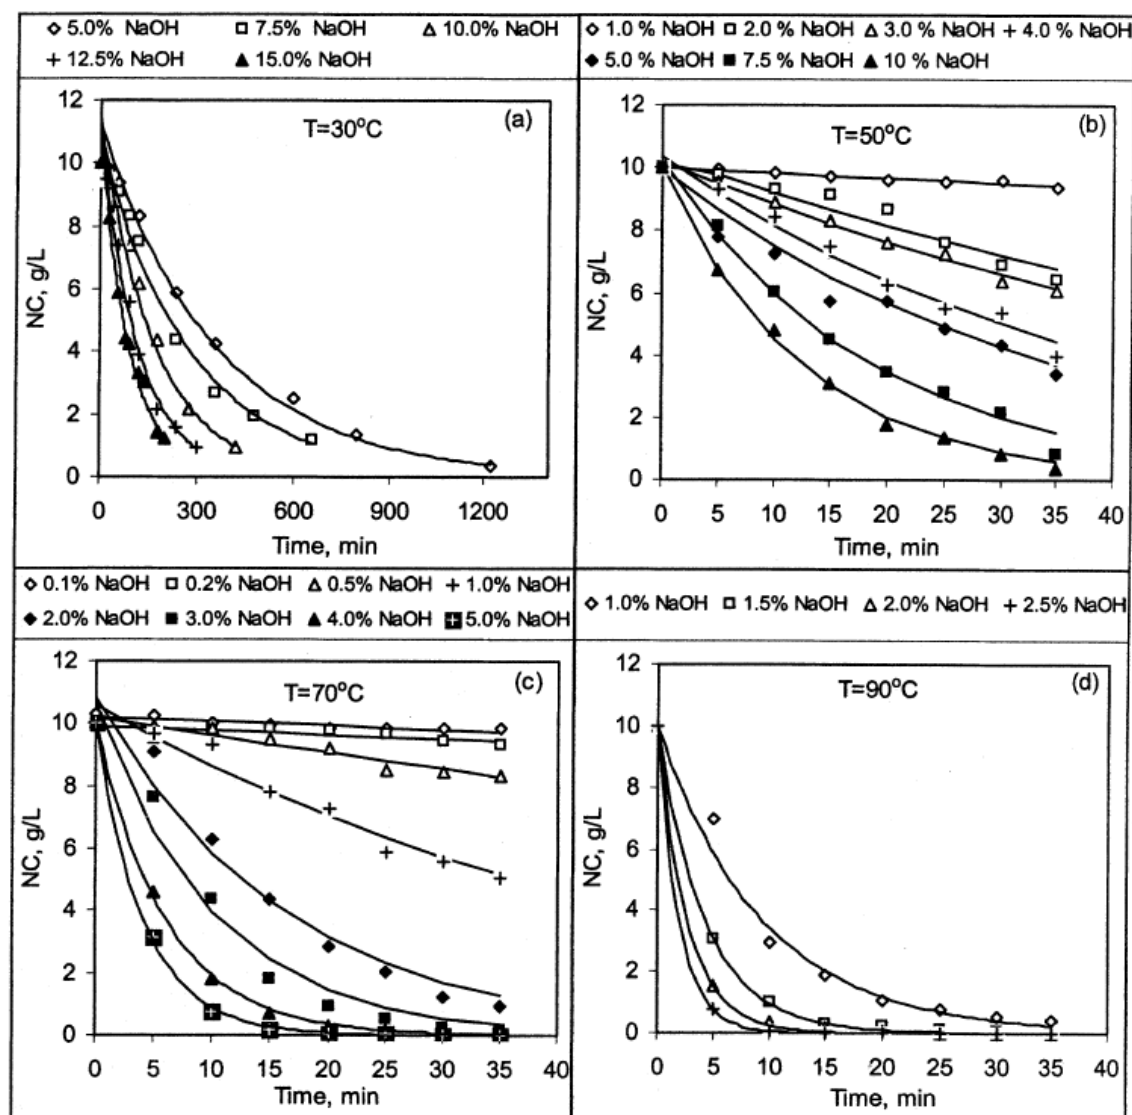 ◇ 5.0% NaOH □ 7.5% NaOH △ 10.0% NaOH
+ 12.5% NaOH ▲ 15.0% NaOH
12
10
8
6
4
2
0
NC, g/L
T=30°C
(a)
0 300 600 900 1200
Time, min
◇ 1.0 % NaOH □ 2.0 % NaOH △ 3.0 % NaOH + 4.0 % NaOH
◆ 5.0 % NaOH ■ 7.5 % NaOH ▲ 10 % NaOH
12
10
8
6
4
2
0
NC, g/L
T=50°C
(b)
0 5 10 15 20 25 30 35 40
Time, min
◇ 0.1% NaOH □ 0.2% NaOH △ 0.5% NaOH + 1.0% NaOH
◆ 2.0% NaOH ■ 3.0% NaOH ▲ 4.0% NaOH 5.0% NaOH
12
10
8
6
4
2
0
NC, g/L
T=70°C
(c)
0 5 10 15 20 25 30 35 40
Time, min
◇ 1.0% NaOH □ 1.5% NaOH △ 2.0% NaOH + 2.5% NaOH
12
10
8
6
4
2
0
NC, g/L
T=90°C
(d)
0 5 10 15 20 25 30 35 40
Time, min